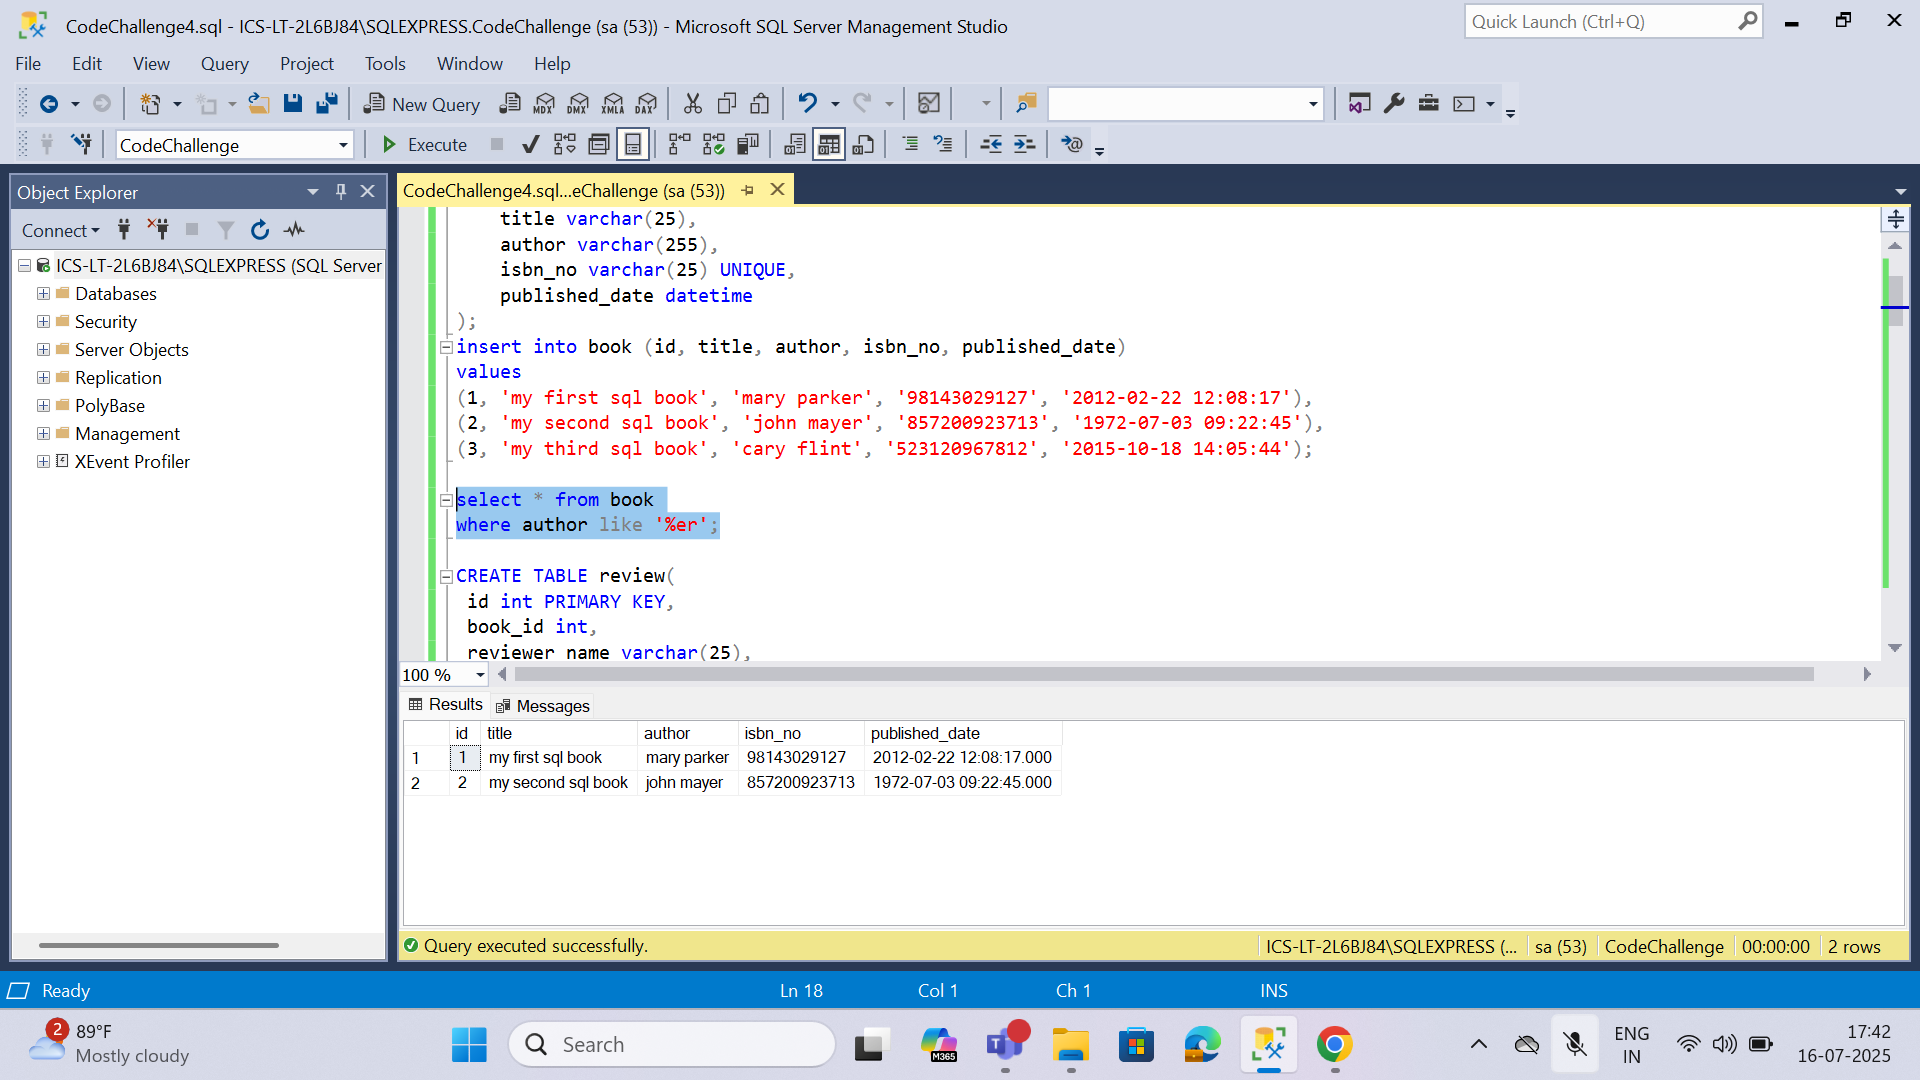 CodeChallenge4.sql - ICS-LT-2L6BJ84\SQLEXPRESS.CodeChallenge (sa (53)) - Microsoft SQL Server Management Studio
Quick Launch (Ctrl+Q)
File Edit View Query Project Tools Window Help
New Query MDX DMX XMLA DAX
CodeChallenge Execute
Object Explorer
Connect
ICS-LT-2L6BJ84\SQLEXPRESS (SQL Server
Databases
Security
Server Objects
Replication
PolyBase
Management
XEvent Profiler
CodeChallenge4.sql...eChallenge (sa (53))
title varchar(25),
author varchar(255),
isbn_no varchar(25) UNIQUE,
published_date datetime
);
insert into book (id, title, author, isbn_no, published_date)
values
(1, 'my first sql book', 'mary parker', '98143029127', '2012-02-22 12:08:17'),
(2, 'my second sql book', 'john mayer', '857200923713', '1972-07-03 09:22:45'),
(3, 'my third sql book', 'cary flint', '523120967812', '2015-10-18 14:05:44');
select * from book
where author like '%er';
CREATE TABLE review(
id int PRIMARY KEY,
book_id int,
reviewer_name varchar(25),
100 %
Results Messages
id title author isbn_no published_date
1 1 my first sql book mary parker 98143029127 2012-02-22 12:08:17.000
2 2 my second sql book john mayer 857200923713 1972-07-03 09:22:45.000
Query executed successfully. ICS-LT-2L6BJ84\SQLEXPRESS (... sa (53) CodeChallenge 00:00:00 2 rows
Ready Ln 18 Col 1 Ch 1 INS
2 89°F
Mostly cloudy
Search
M365
T
ENG
IN
17:42
16-07-2025